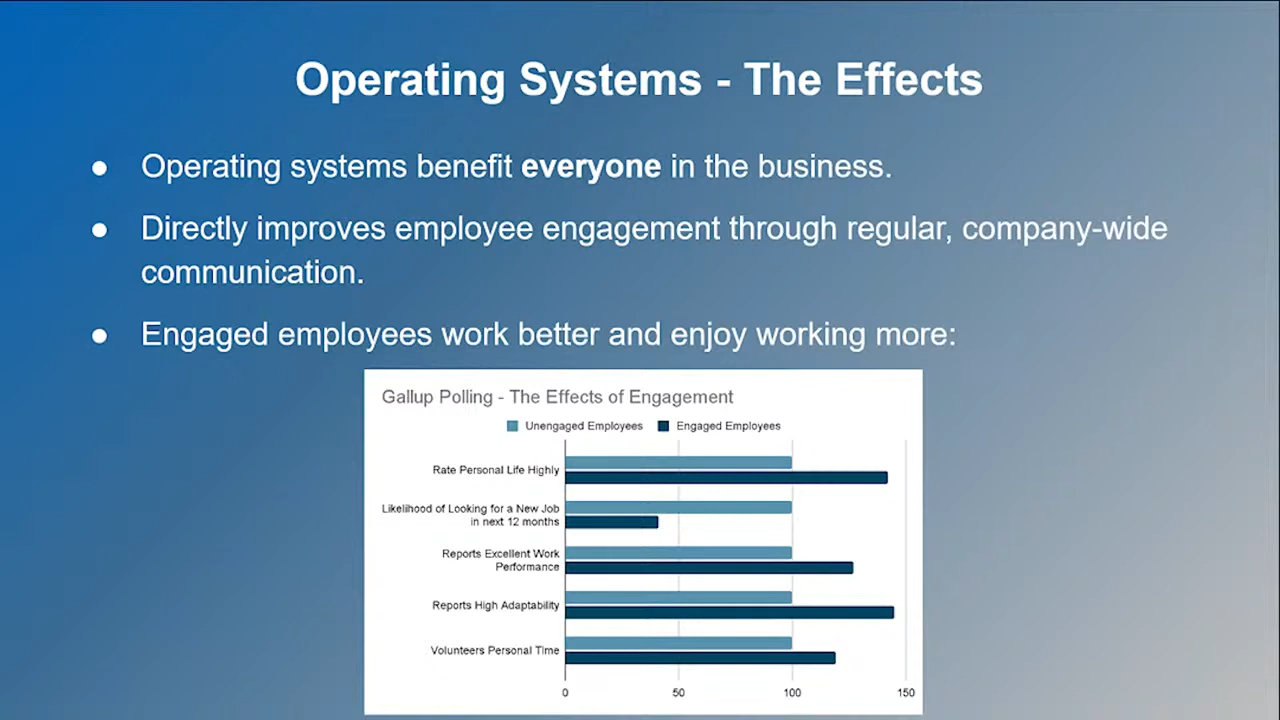 Operating Systems - The Effects
● Operating systems benefit everyone in the business.
● Directly improves employee engagement through regular, company-wide
communication.
● Engaged employees work better and enjoy working more:
Gallup Polling - The Effects of Engagement
Unengaged Employees Engaged Employees
Rate Personal Life Highly
Likelihood of Looking for a New Job
in next 12 months
Reports Excellent Work
Performance
Reports High Adaptability
Volunteers Personal Time
0 50 100 150